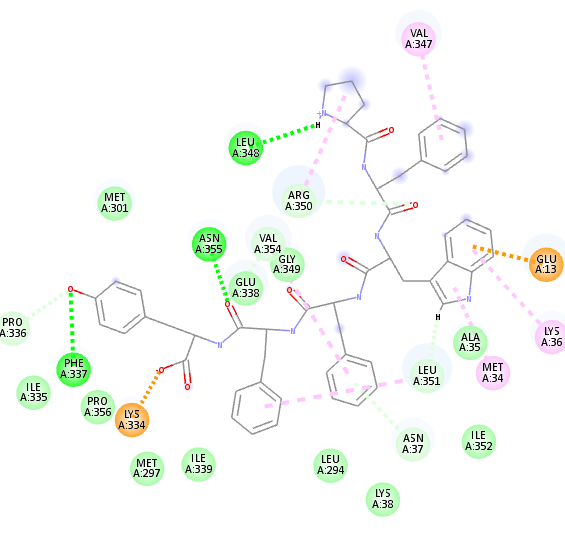 VAL
A:347
N
+
H
O
LEU
A:348
N
ARG
A:350
O
MET
A:301
ASN
A:355
VAL
A:354
N
GLY
A:349
O
GLU
A:13
GLU
A:338
O
N
N
O
O
N
LYS
A:36
PRO
A:336
H
ALA
A:35
N
MET
A:34
PHE
A:337
O
O
LEU
A:351
ILE
A:335
PRO
A:356
LYS
A:334
ASN
A:37
ILE
A:352
MET
A:297
ILE
A:339
LEU
A:294
LYS
A:38